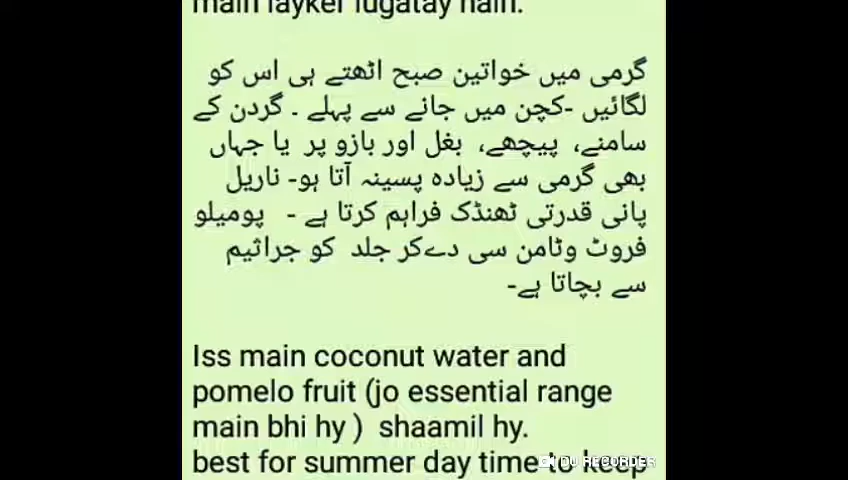 main layker lugatay hain.
گرمی میں خواتین صبح اٹھتے ہی اس کو
لگائیں -کچن میں جانے سے پہلے ۔ گردن کے
سامنے، پیچھے، بغل اور بازو پر یا جہاں
بھی گرمی سے زیادہ پسینہ آتا ہو- ناریل
پانی قدرتی ٹھنڈک فراہم کرتا ہے - پومیلو
فروٹ وٹامن سی دےکر جلد کو جراثیم
سے بچاتا ہے-
Iss main coconut water and
pomelo fruit (jo essential range
main bhi hy ) shaamil hy.
best for summer day time to keep
DU RECORDER